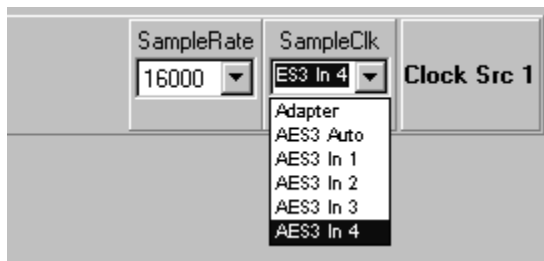 SampleRate
SampleClk
16000
ES3 In 4
Clock Src 1
Adapter
AES3 Auto
AES3 In 1
AES3 In 2
AES3 In 3
AES3 In 4